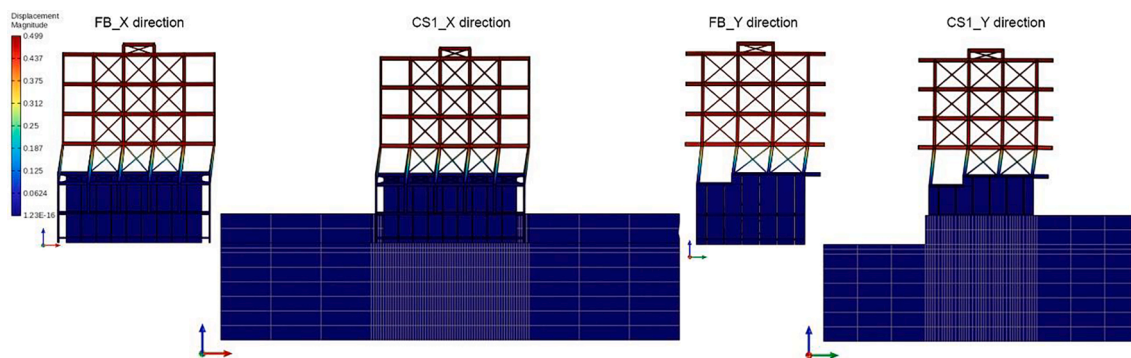 Displacement
Magnitude
0.499
0.437
0.375
0.312
0.25
0.187
0.125
0.0624
1.23E-16
FB_X direction
CS1_X direction
FB_Y direction
CS1_Y direction